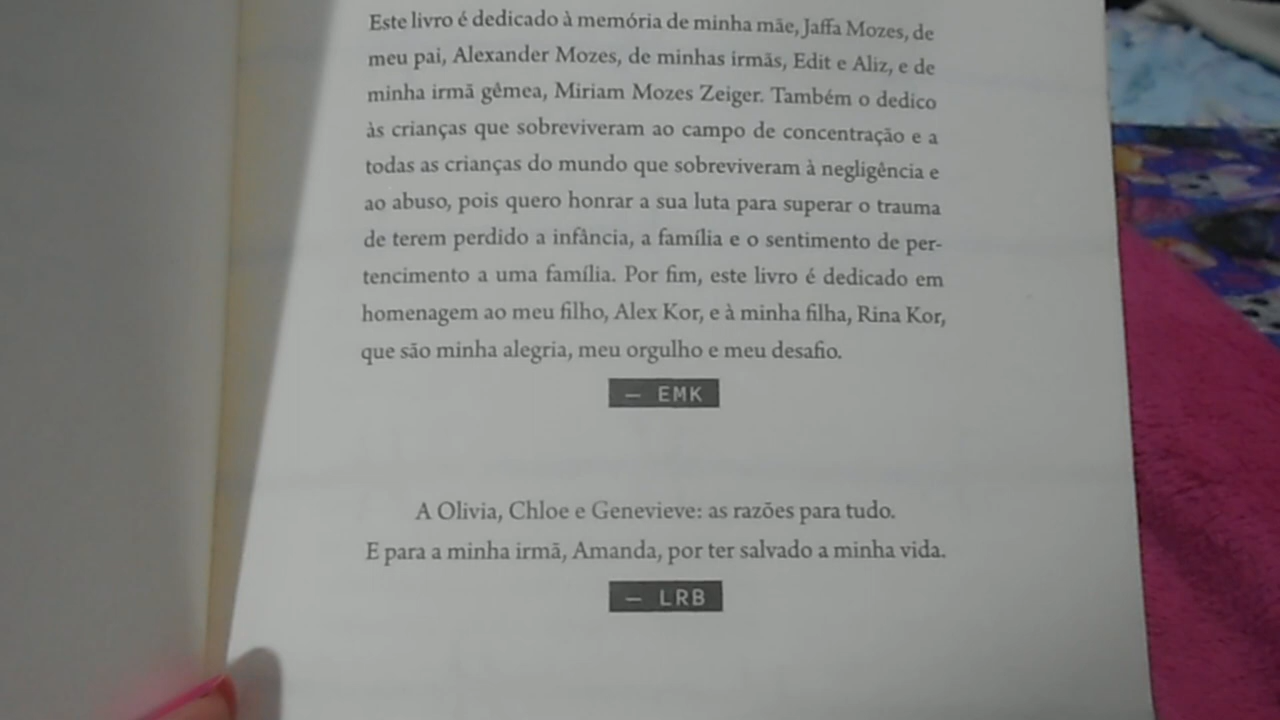 Este livro é dedicado à memória de minha mãe, Jaffa Mozes, de
meu pai, Alexander Mozes, de minhas irmãs, Edit e Aliz, e de
minha irmã gêmea, Miriam Mozes Zeiger. Também o dedico
às crianças que sobreviveram ao campo de concentração e a
todas as crianças do mundo que sobreviveram à negligência e
ao abuso, pois quero honrar a sua luta para superar o trauma
de terem perdido a infância, a família e o sentimento de per-
tencimento a uma família. Por fim, este livro é dedicado em
homenagem ao meu filho, Alex Kor, e à minha filha, Rina Kor,
que são minha alegria, meu orgulho e meu desafio.
— EMK
A Olivia, Chloe e Genevieve: as razões para tudo.
E para a minha irmã, Amanda, por ter salvado a minha vida.
— LRB